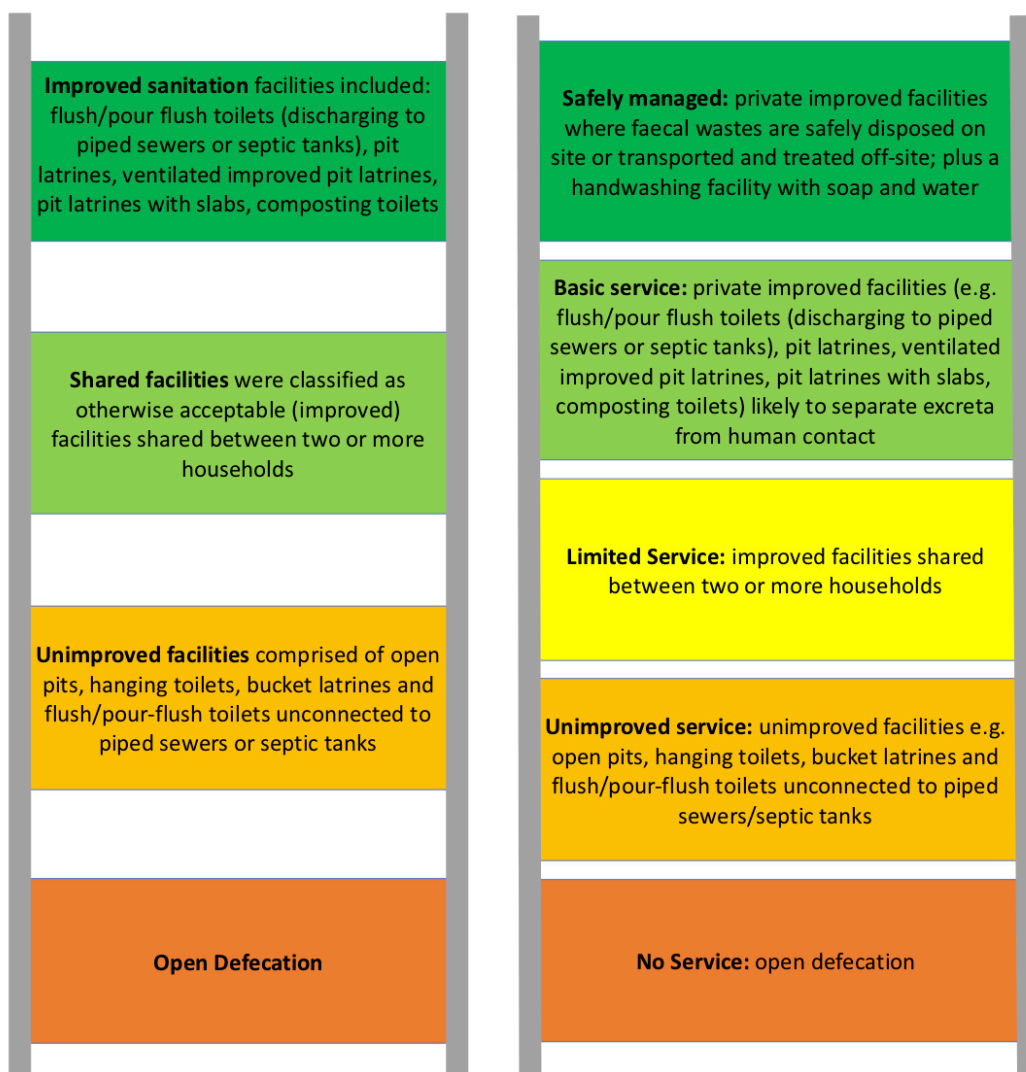 Improved sanitation facilities included:
flush/pour flush toilets (discharging to
piped sewers or septic tanks), pit
latrines, ventilated improved pit latrines,
pit latrines with slabs, composting toilets
Shared facilities were classified as
otherwise acceptable (improved)
facilities shared between two or more
households
Unimproved facilities comprised of open
pits, hanging toilets, bucket latrines and
flush/pour-flush toilets unconnected to
piped sewers or septic tanks
Open Defecation
Safely managed: private improved facilities
where faecal wastes are safely disposed on
site or transported and treated off-site; plus a
handwashing facility with soap and water
Basic service: private improved facilities (e.g.
flush/pour flush toilets (discharging to piped
sewers or septic tanks), pit latrines, ventilated
improved pit latrines, pit latrines with slabs,
composting toilets) likely to separate excreta
from human contact
Limited Service: improved facilities shared
between two or more households
Unimproved service: unimproved facilities e.g.
open pits, hanging toilets, bucket latrines and
flush/pour-flush toilets unconnected to piped
sewers/septic tanks
No Service: open defecation